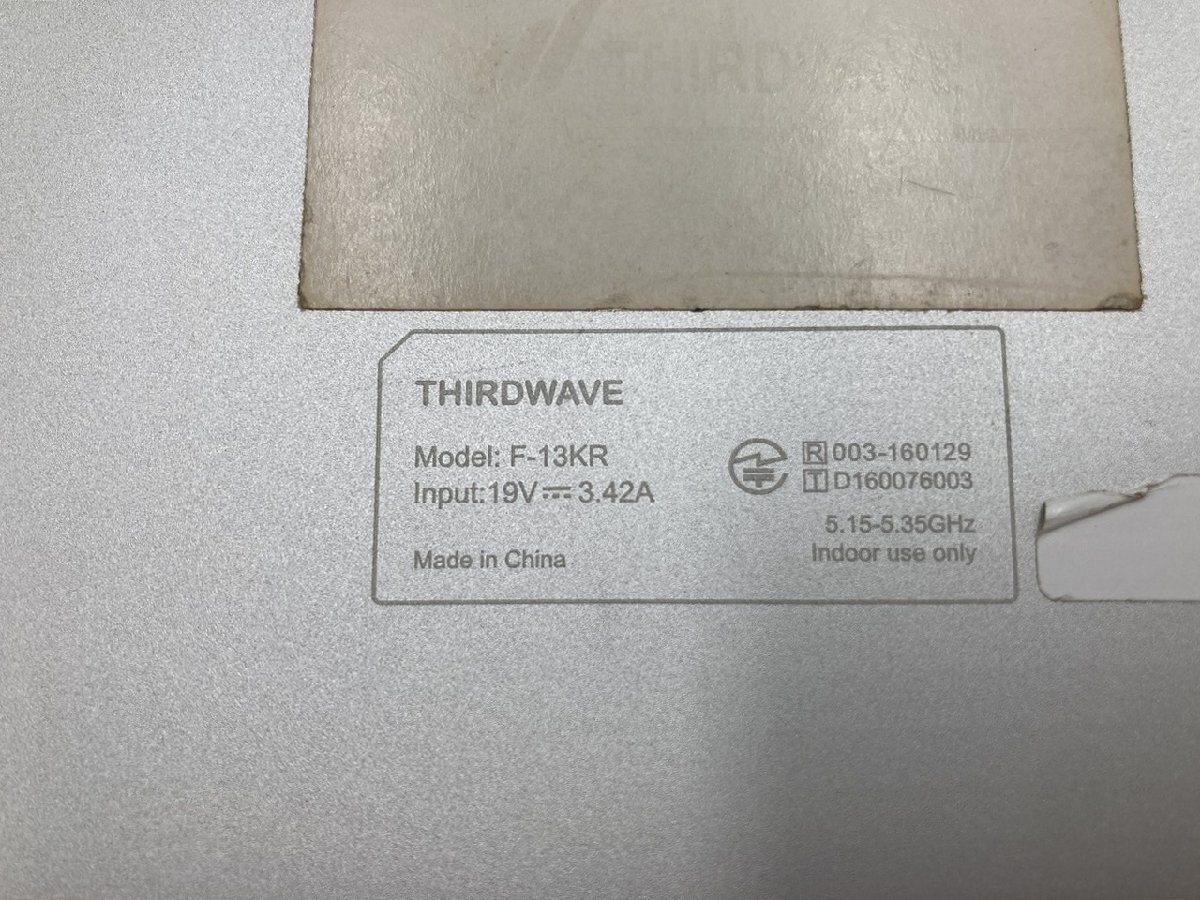 THIRDWAVE
Model: F-13KR
Input:19V⎓3.42A
Made in China
R 003-160129
T D160076003
5.15-5.35GHz
Indoor use only